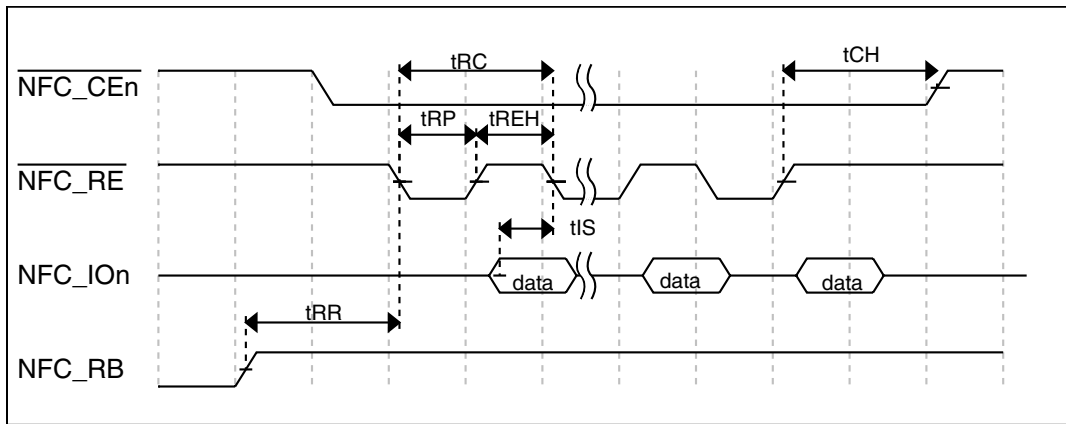 tRC
tCH
NFC_CEn
tRP
tREH
NFC_RE
tIS
NFC_IOn
data
data
data
tRR
NFC_RB